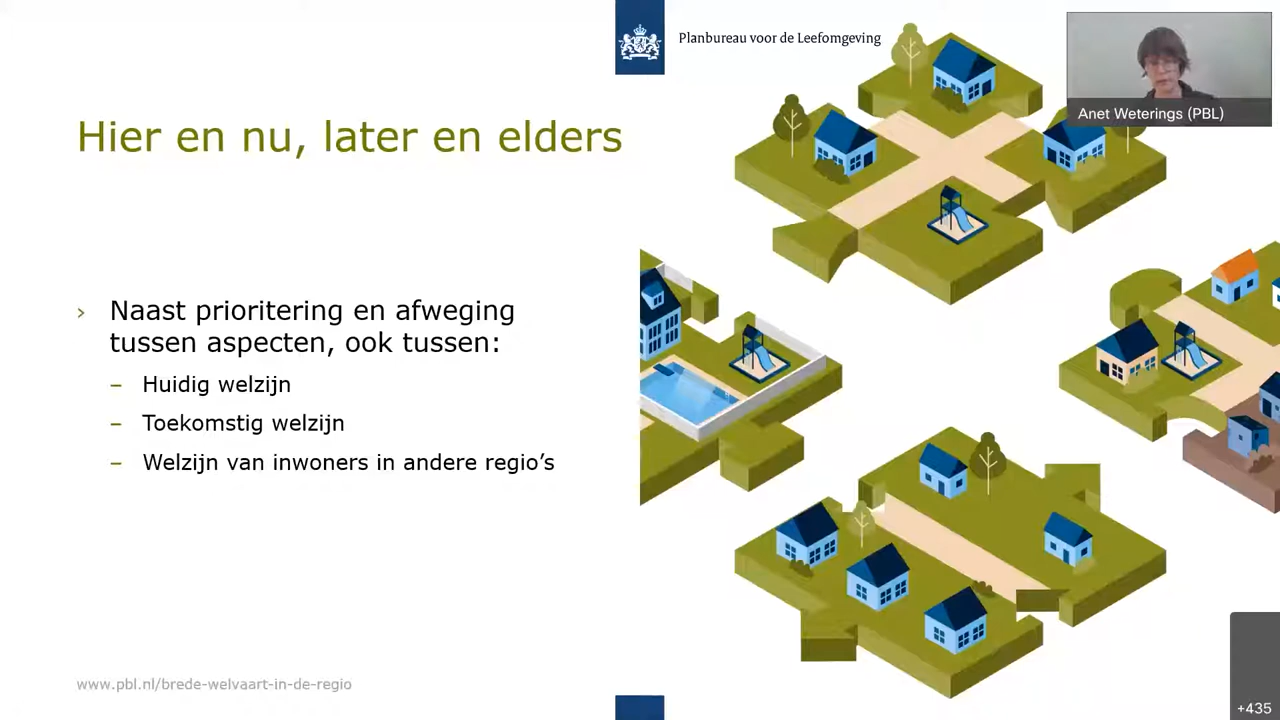 Planbureau voor de Leefomgeving
Anet Weterings (PBL)
Hier en nu, later en elders
› Naast prioritering en afweging
tussen aspecten, ook tussen:
– Huidig welzijn
– Toekomstig welzijn
– Welzijn van inwoners in andere regio’s
www.pbl.nl/brede-welvaart-in-de-regio
+435